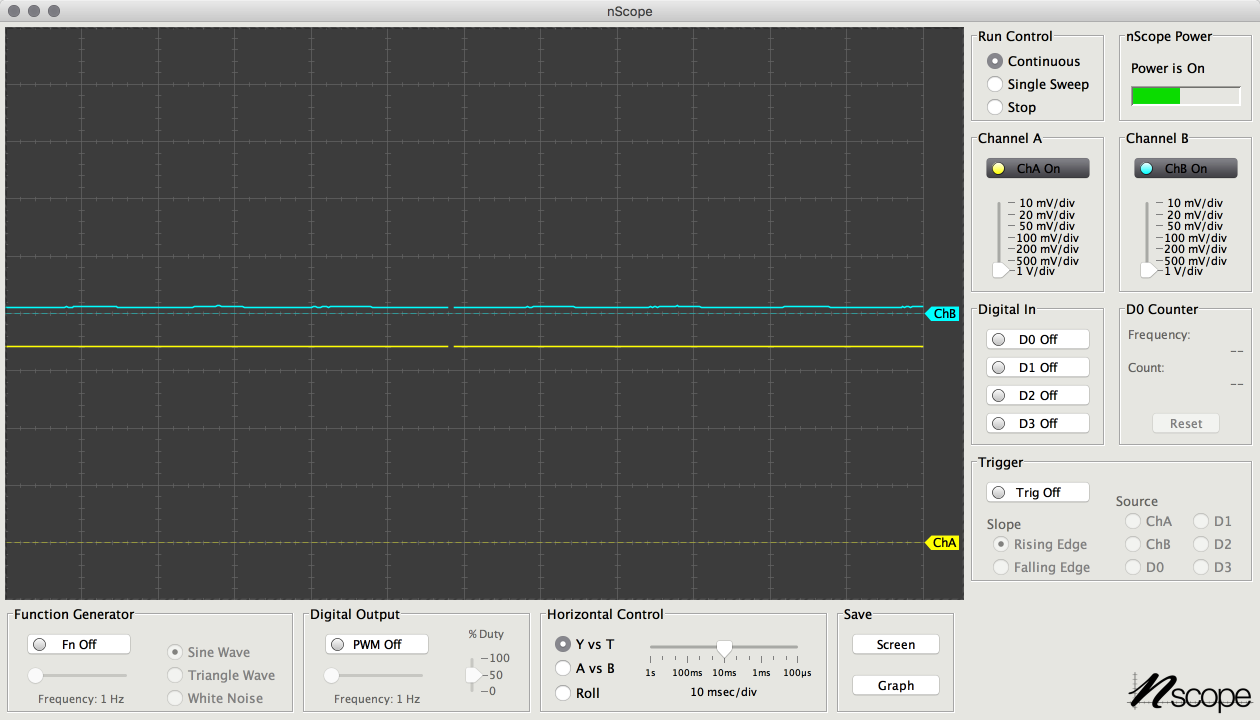 nScope
Run Control
Continuous
Single Sweep
Stop
nScope Power
Power is On
Channel A
ChA On
10 mV/div
20 mV/div
50 mV/div
100 mV/div
200 mV/div
500 mV/div
1 V/div
Channel B
ChB On
10 mV/div
20 mV/div
50 mV/div
100 mV/div
200 mV/div
500 mV/div
1 V/div
ChB
ChA
Digital In
D0 Off
D1 Off
D2 Off
D3 Off
D0 Counter
Frequency:
--
Count:
--
Reset
Trigger
Trig Off
Slope
Rising Edge
Falling Edge
Source
ChA D1
ChB D2
D0 D3
Function Generator
Fn Off
Frequency: 1 Hz
Sine Wave
Triangle Wave
White Noise
Digital Output
PWM Off
Frequency: 1 Hz
% Duty
100
50
0
Horizontal Control
Y vs T
A vs B
Roll
1s 100ms 10ms 1ms 100µs
10 msec/div
Save
Screen
Graph
nscope